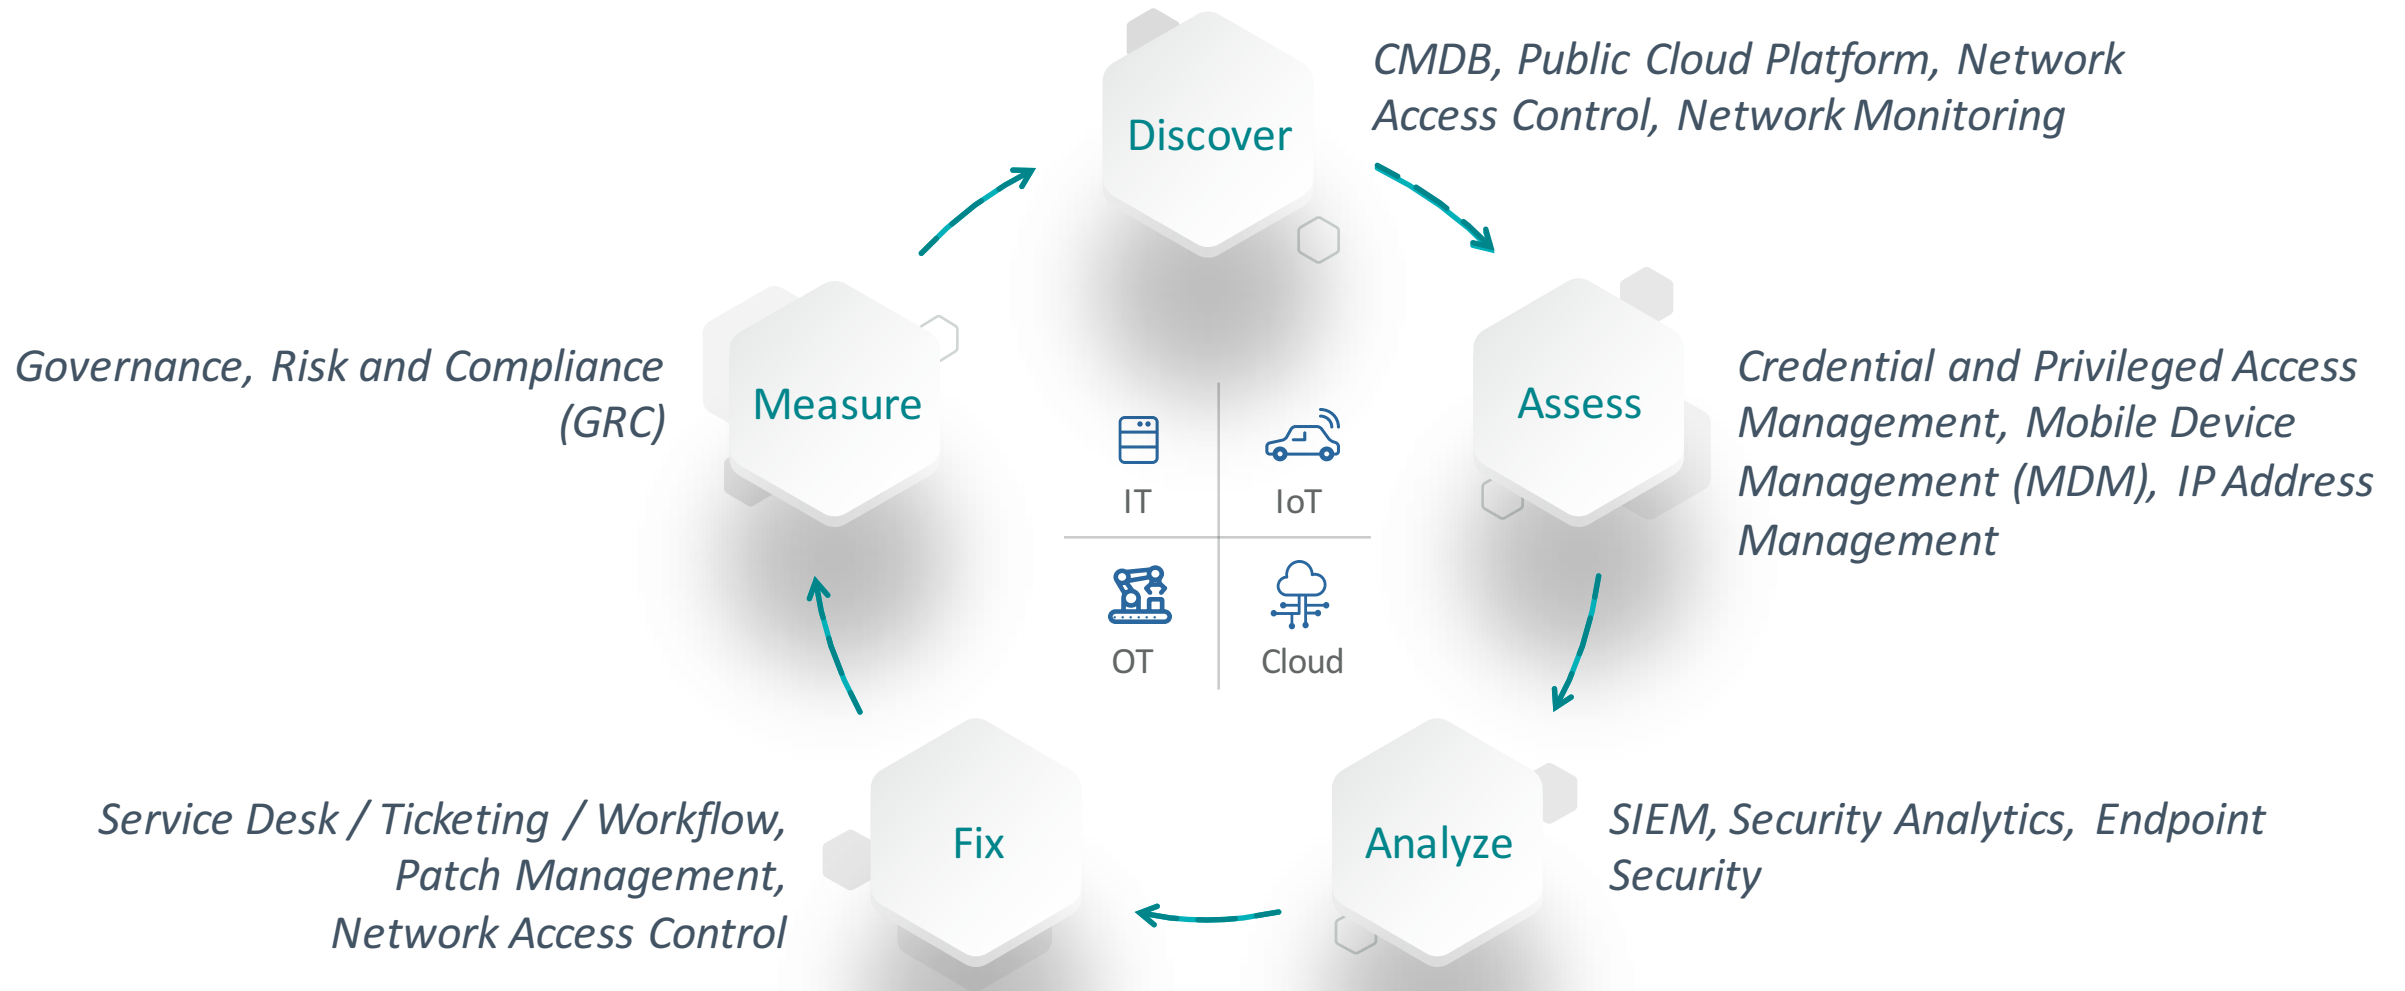 Discover
CMDB, Public Cloud Platform, Network
Access Control, Network Monitoring
Assess
Credential and Privileged Access
Management, Mobile Device
Management (MDM), IP Address
Management
Analyze
SIEM, Security Analytics, Endpoint
Security
Fix
Service Desk / Ticketing / Workflow,
Patch Management,
Network Access Control
Measure
Governance, Risk and Compliance
(GRC)
IT
IoT
OT
Cloud